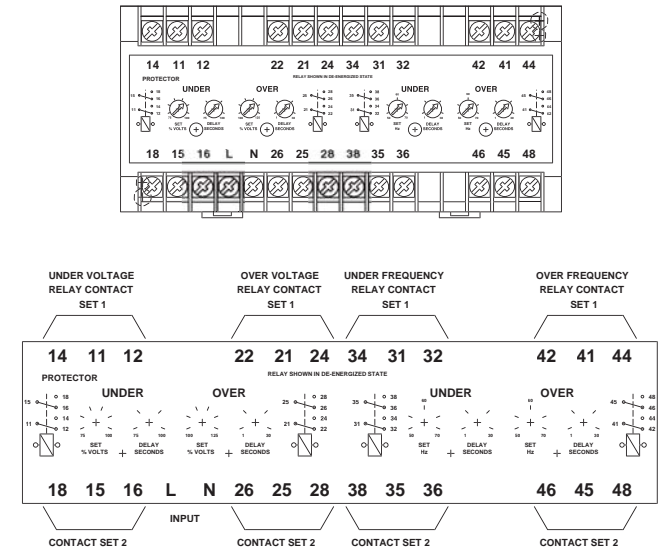 14 11 12 22 21 24 34 31 32 42 41 44
RELAY SHOWN IN DE-ENERGIZED STATE
PROTECTOR
UNDER OVER UNDER OVER
SET % VOLTS DELAY SECONDS SET % VOLTS DELAY SECONDS SET Hz DELAY SECONDS SET Hz DELAY SECONDS
18 15 16 L N 26 25 28 38 35 36 46 45 48
UNDER VOLTAGE OVER VOLTAGE UNDER FREQUENCY OVER FREQUENCY
RELAY CONTACT RELAY CONTACT RELAY CONTACT RELAY CONTACT
SET 1 SET 1 SET 1 SET 1
14 11 12 22 21 24 34 31 32 42 41 44
RELAY SHOWN IN DE-ENERGIZED STATE
PROTECTOR
UNDER OVER UNDER OVER
18 28 38 48
15 16 25 26 35 36 45 46
14 24 34 44
11 12 21 22 31 32 41 42
75 100 1 30 100 125 1 30 50 60 70 1 30 50 60 70 1 30
SET DELAY SET DELAY SET DELAY SET DELAY
% VOLTS SECONDS % VOLTS SECONDS Hz SECONDS Hz SECONDS
18 15 16 L N 26 25 28 38 35 36 46 45 48
INPUT
CONTACT SET 2 CONTACT SET 2 CONTACT SET 2 CONTACT SET 2